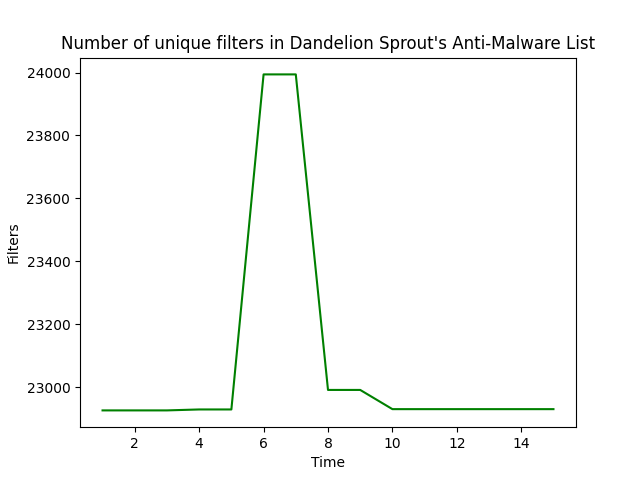 Number of unique filters in Dandelion Sprout's Anti-Malware List
24000
23800
23600
23400
23200
23000
Filters
2 4 6 8 10 12 14
Time